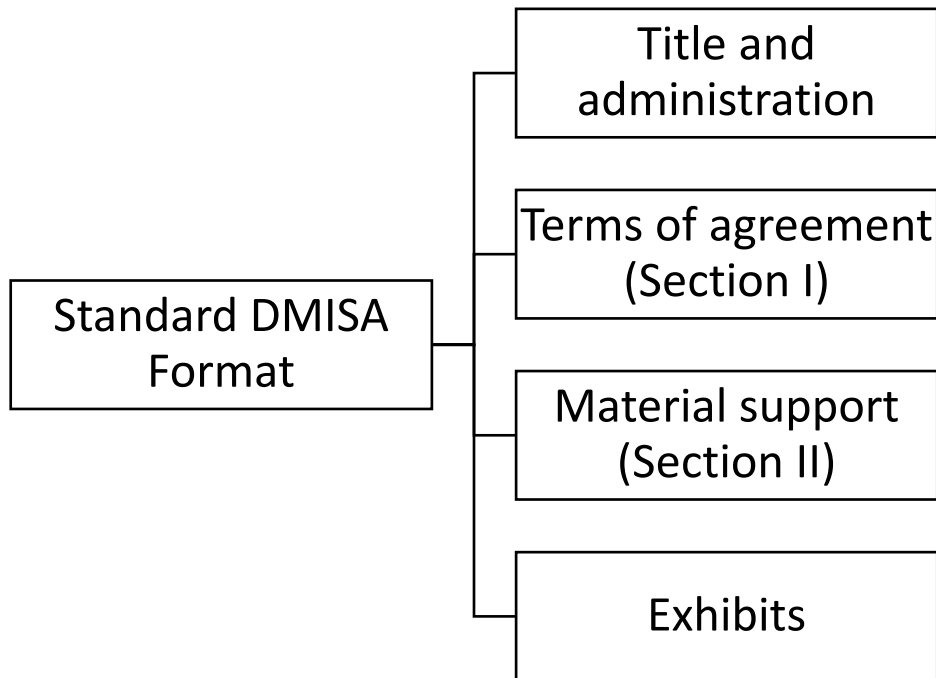 Title and
administration
Terms of agreement
(Section I)
Standard DMISA
Format
Material support
(Section II)
Exhibits